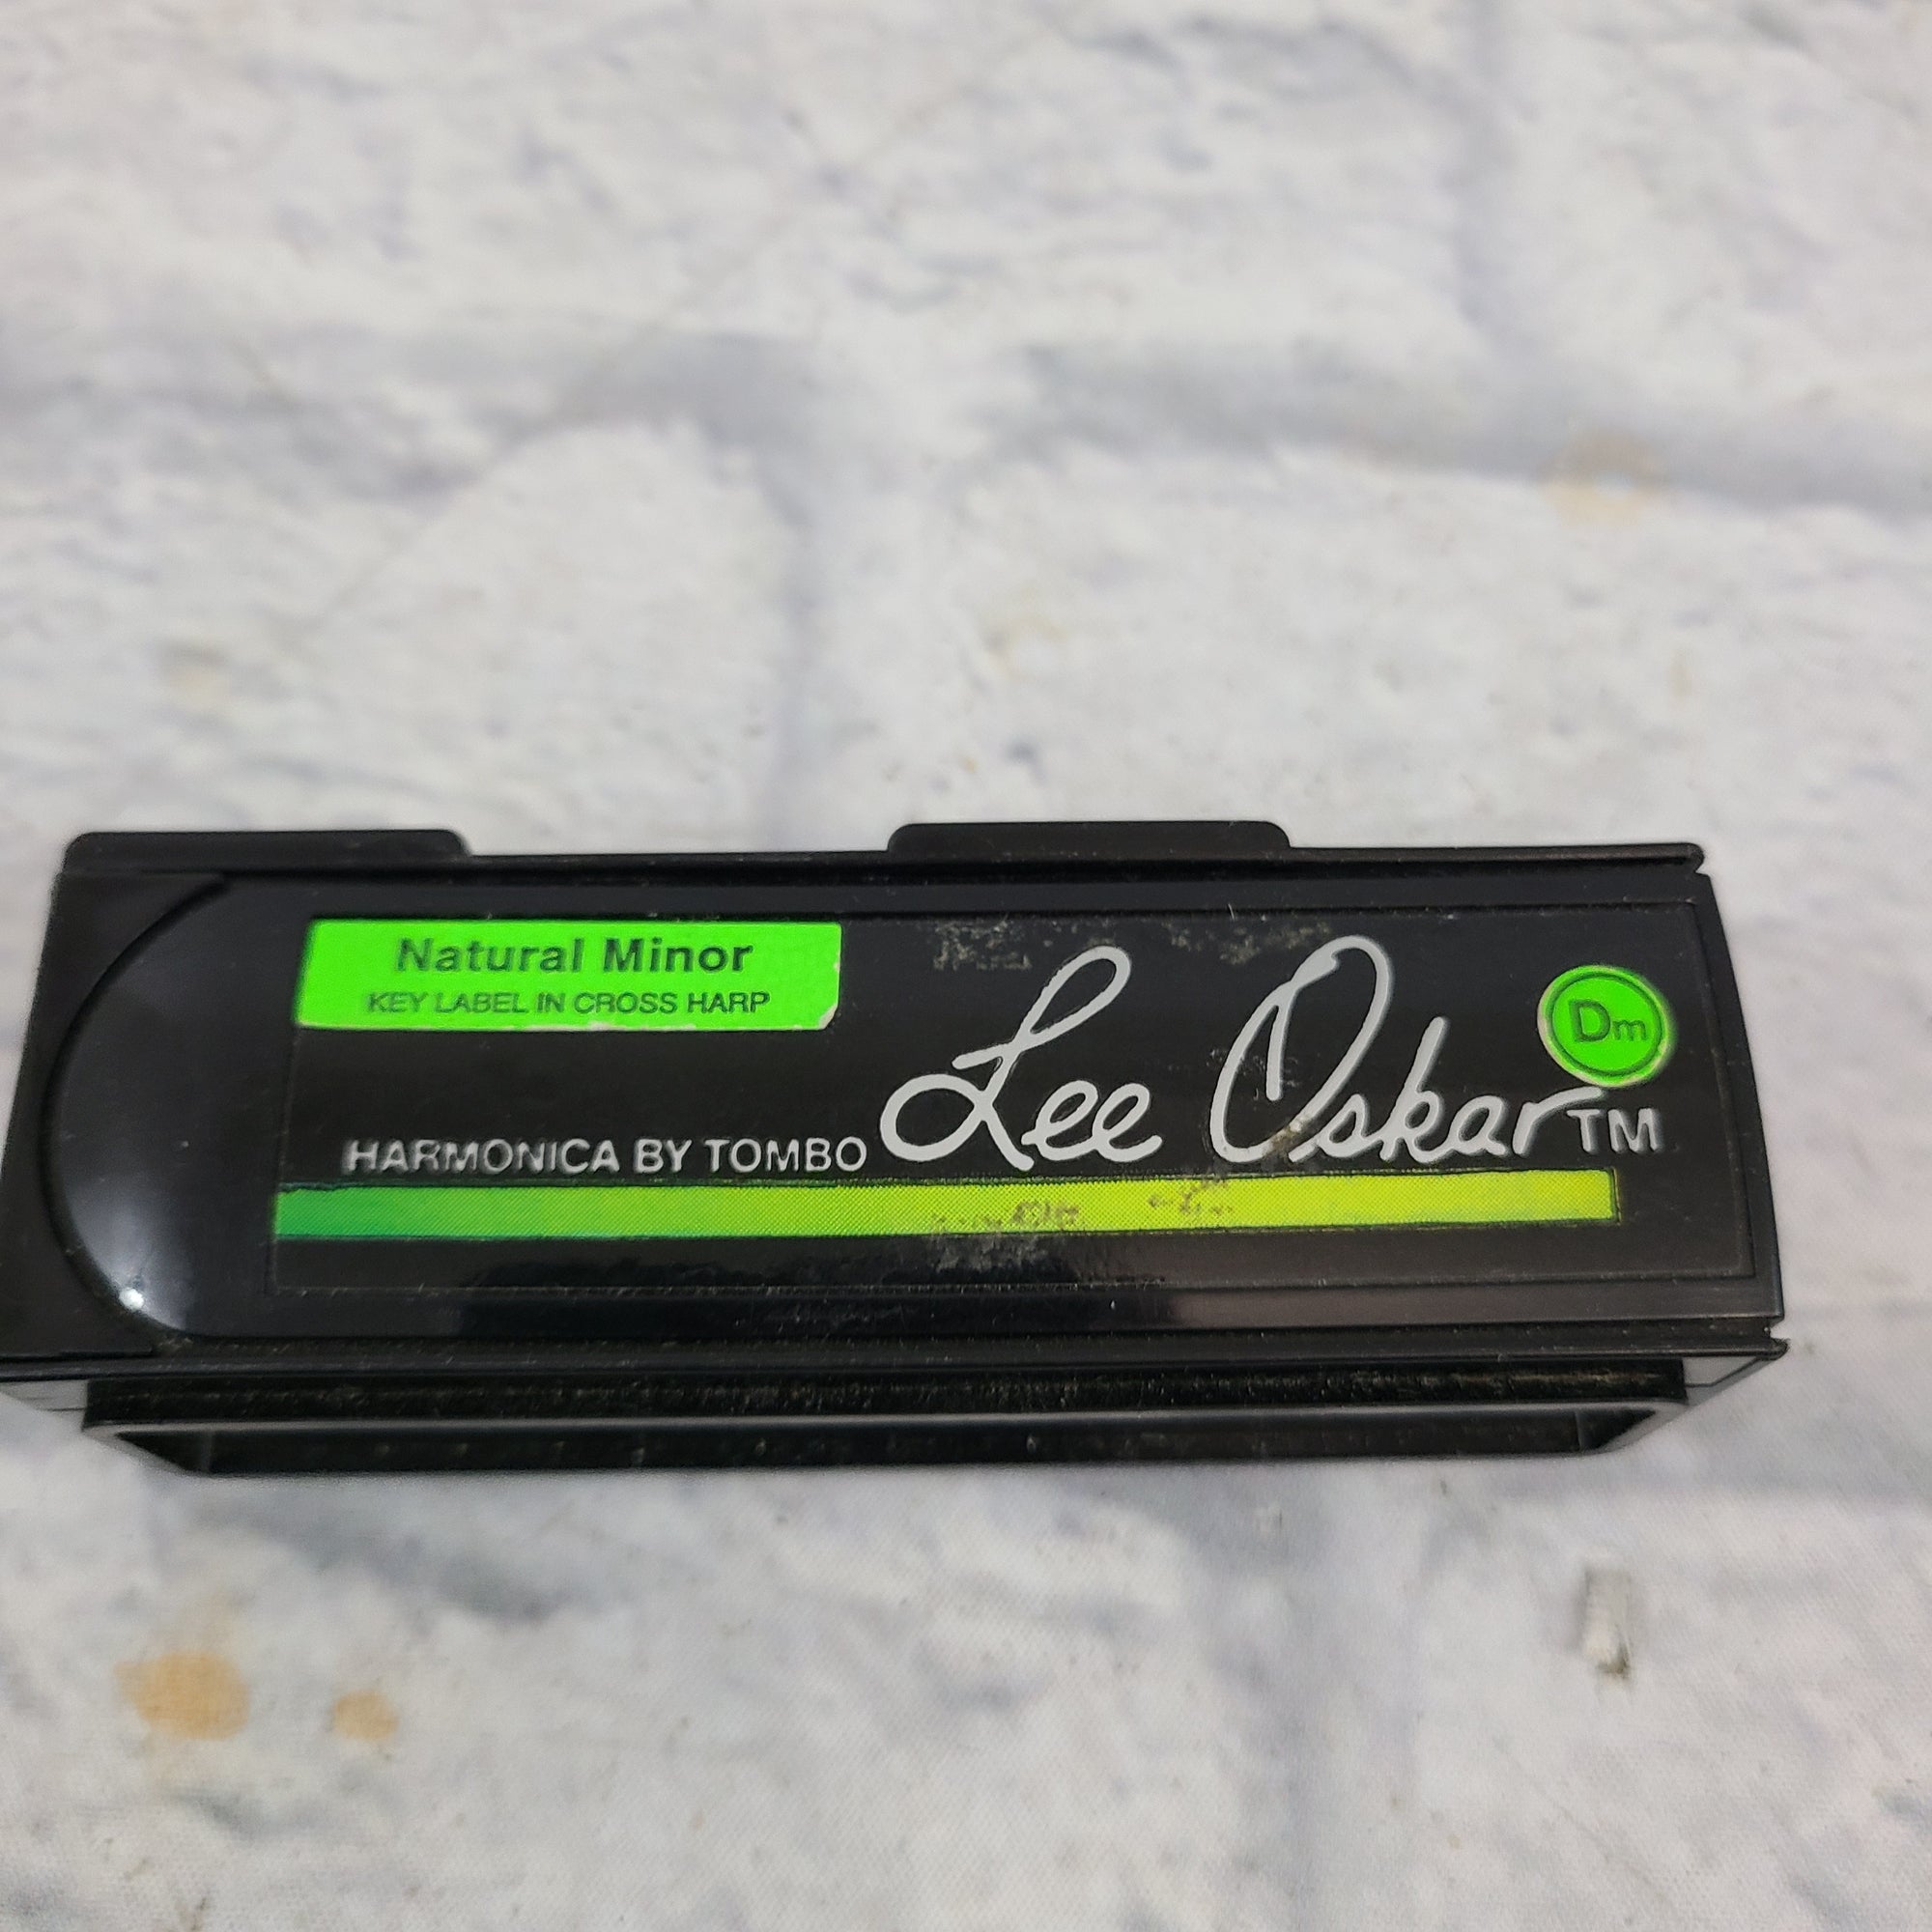 Natural Minor
KEY LABEL IN CROSS HARP
HARMONICA BY TOMBO Lee Oskar TM
Dm